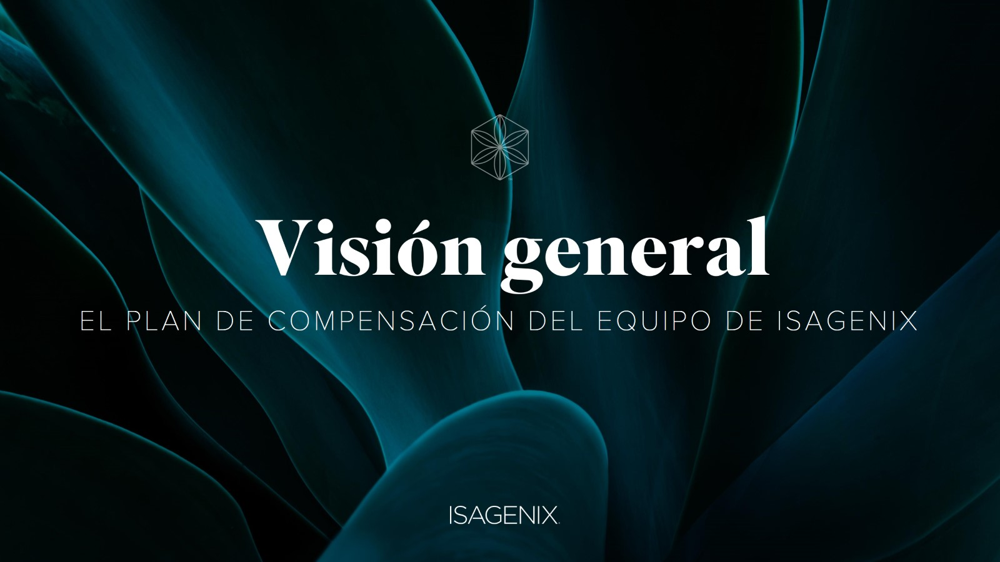 Visión general
EL PLAN DE COMPENSACIÓN DEL EQUIPO DE ISAGENIX
ISAGENIX